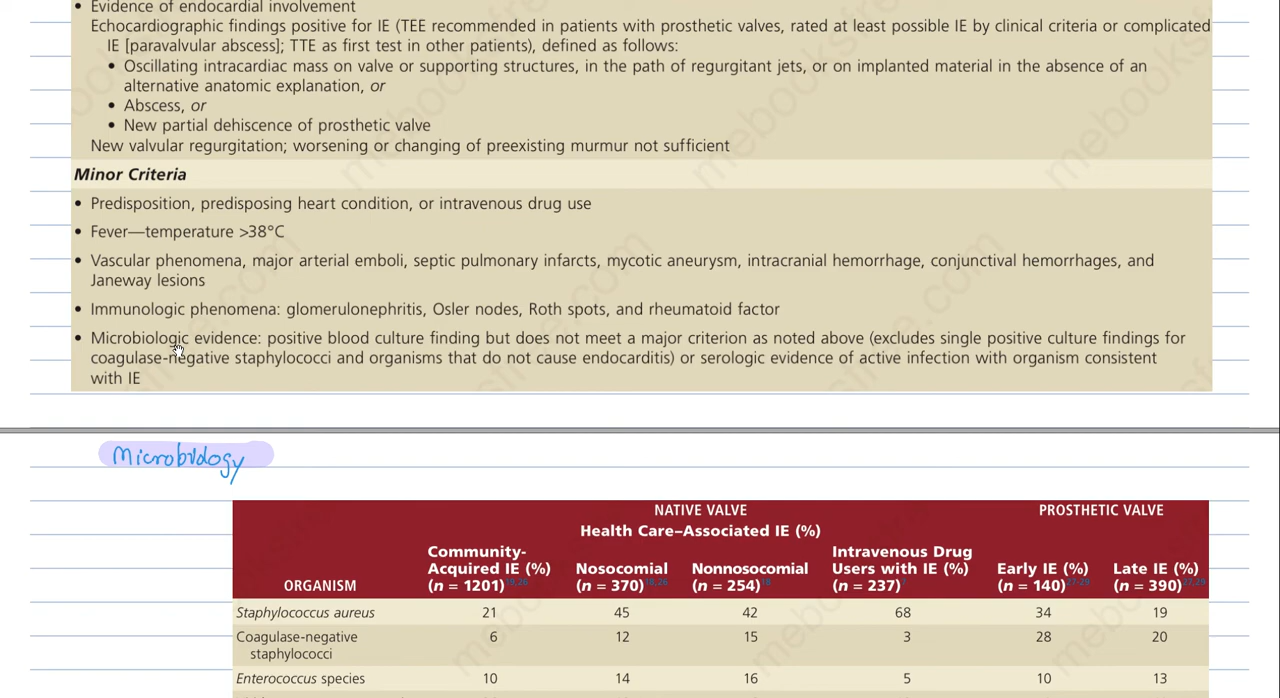 • Evidence of endocardial involvement
Echocardiographic findings positive for IE (TEE recommended in patients with prosthetic valves, rated at least possible IE by clinical criteria or complicated
IE [paravalvular abscess]; TTE as first test in other patients), defined as follows:
• Oscillating intracardiac mass on valve or supporting structures, in the path of regurgitant jets, or on implanted material in the absence of an
alternative anatomic explanation, or
• Abscess, or
• New partial dehiscence of prosthetic valve
New valvular regurgitation; worsening or changing of preexisting murmur not sufficient
Minor Criteria
• Predisposition, predisposing heart condition, or intravenous drug use
• Fever—temperature >38°C
• Vascular phenomena, major arterial emboli, septic pulmonary infarcts, mycotic aneurysm, intracranial hemorrhage, conjunctival hemorrhages, and
Janeway lesions
• Immunologic phenomena: glomerulonephritis, Osler nodes, Roth spots, and rheumatoid factor
• Microbiologic evidence: positive blood culture finding but does not meet a major criterion as noted above (excludes single positive culture findings for
coagulase-negative staphylococci and organisms that do not cause endocarditis) or serologic evidence of active infection with organism consistent
with IE
Microbiology
NATIVE VALVE PROSTHETIC VALVE
Health Care–Associated IE (%)
Community- Intravenous Drug
Acquired IE (%) Nosocomial Nonnosocomial Users with IE (%) Early IE (%) Late IE (%)
ORGANISM (n = 1201)19,26 (n = 370)18,26 (n = 254)18 (n = 237) (n = 140)27-29 (n = 390)27,29
Staphylococcus aureus 21 45 42 68 34 19
Coagulase-negative 6 12 15 3 28 20
staphylococci
Enterococcus species 10 14 16 5 10 13